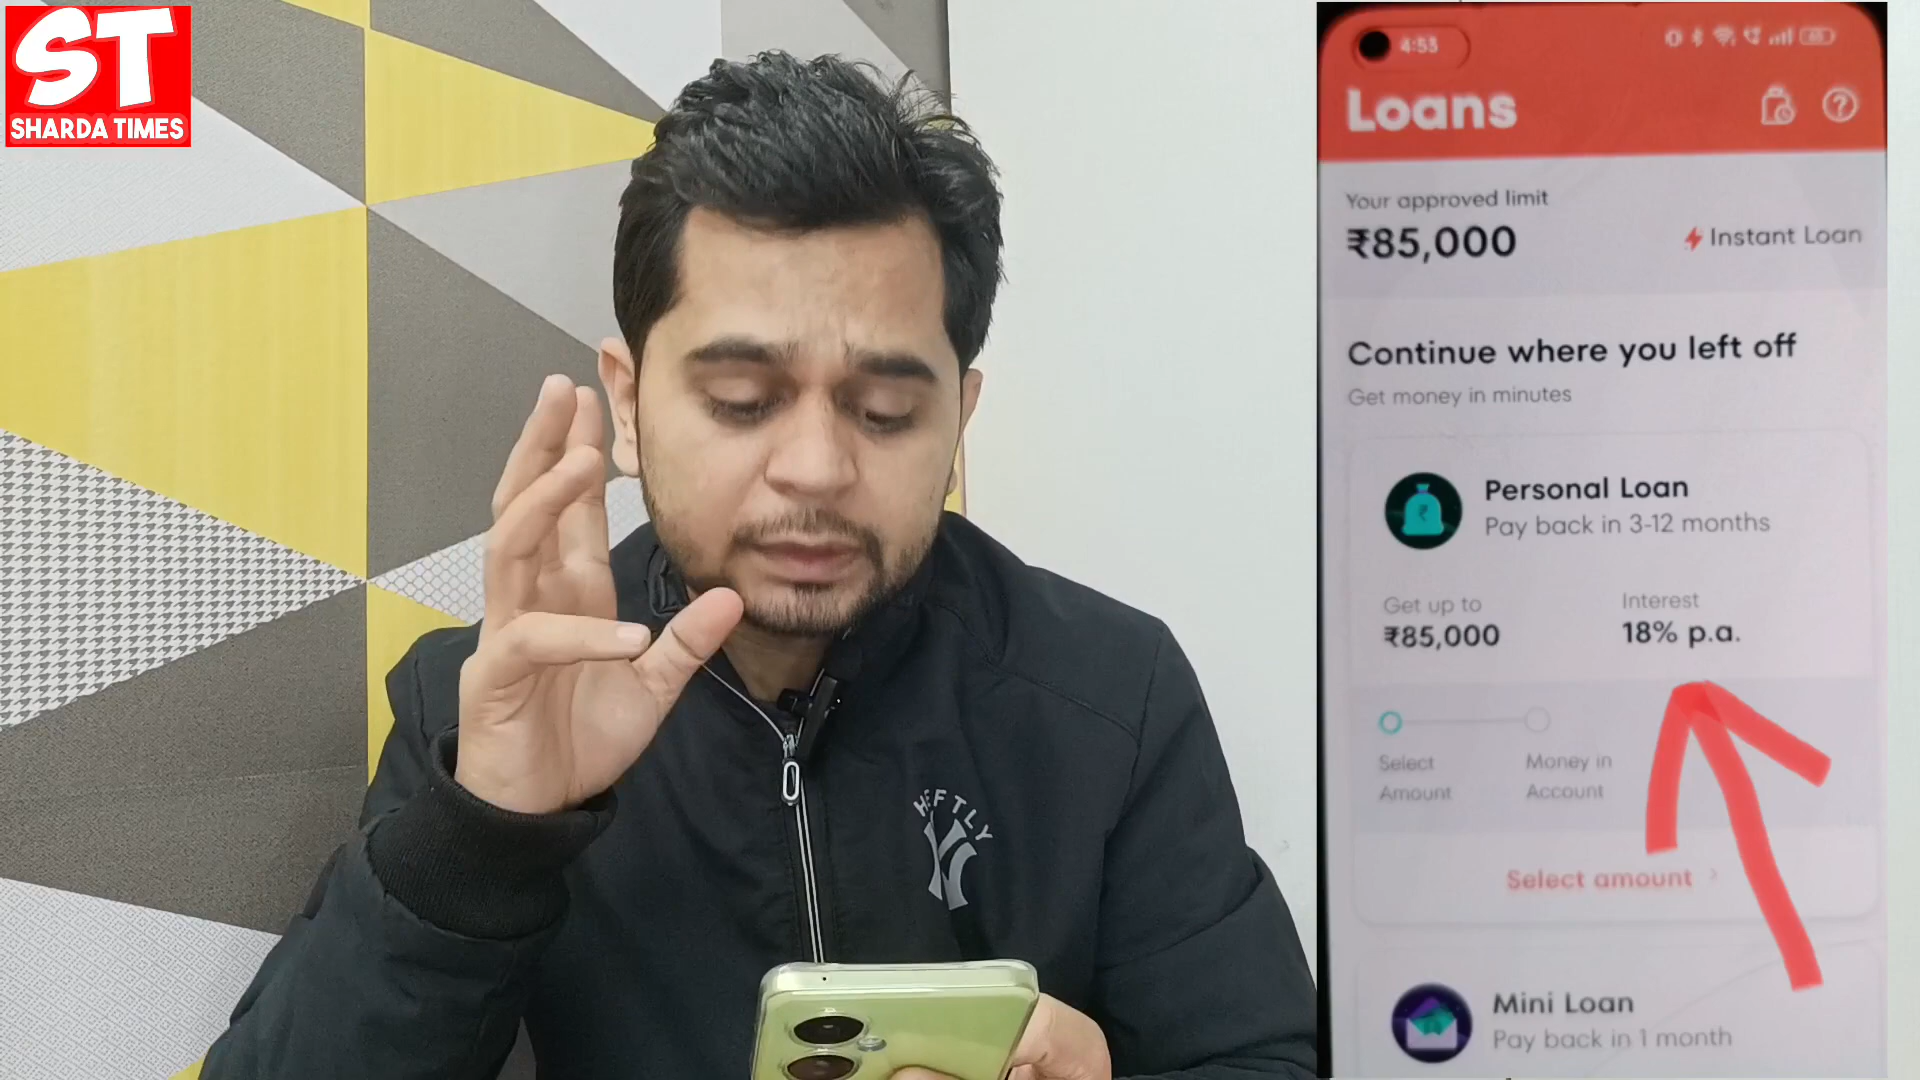 ST
SHARDA TIMES
HEFTLY
NY
4:53
Loans
Your approved limit
₹85,000
Instant Loan
Continue where you left off
Get money in minutes
Personal Loan
Pay back in 3-12 months
Get up to
₹85,000
Interest
18% p.a.
Select
Amount
Money in
Account
Select amount
Mini Loan
Pay back in 1 month